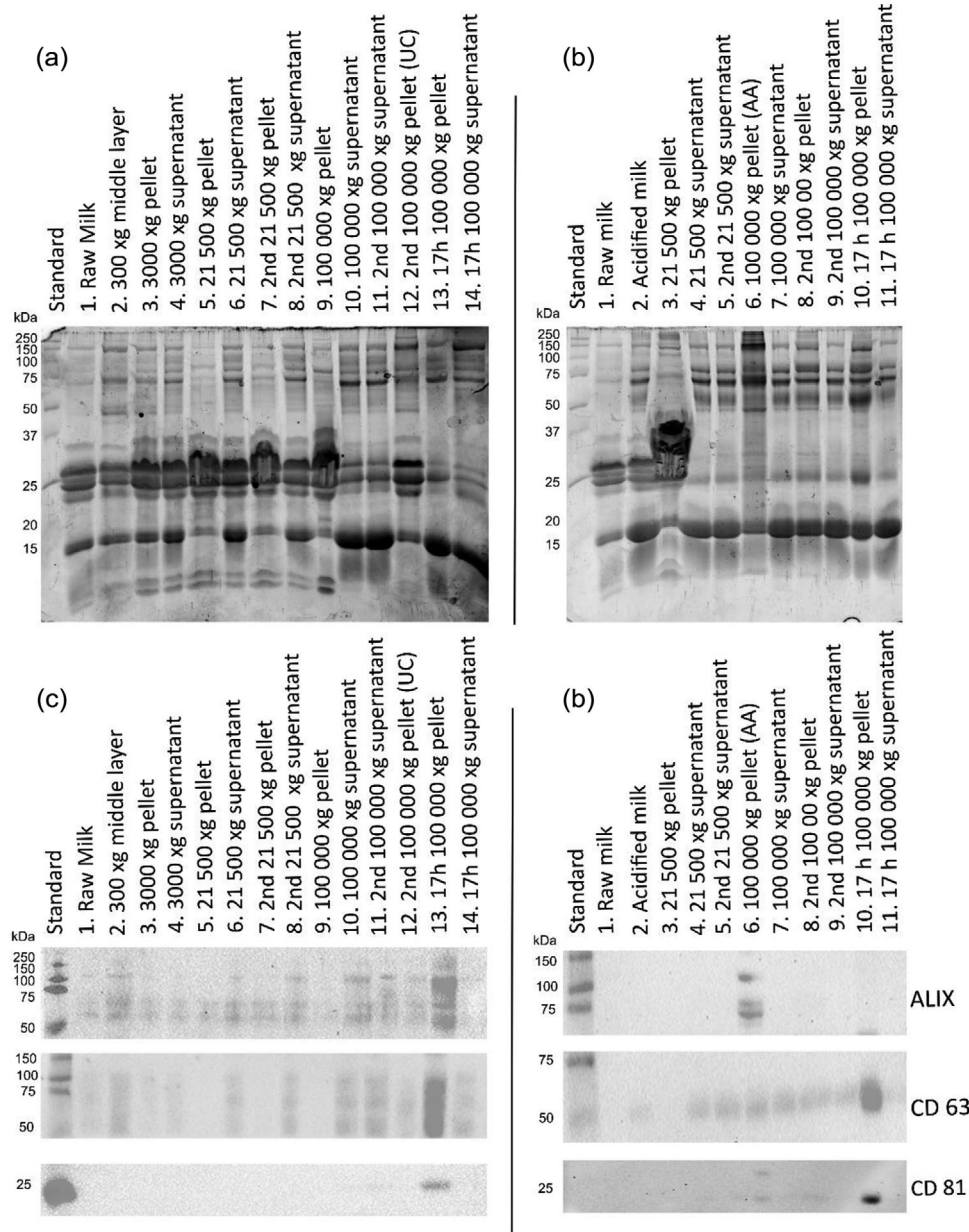 (a)
Standard
1. Raw Milk
2. 300 xg middle layer
3. 3000 xg pellet
4. 3000 xg supernatant
5. 21 500 xg pellet
6. 21 500 xg supernatant
7. 2nd 21 500 xg pellet
8. 2nd 21 500 xg supernatant
9. 100 000 xg pellet
10. 100 000 xg supernatant
11. 2nd 100 000 xg supernatant
12. 2nd 100 000 xg pellet (UC)
13. 17h 100 000 xg pellet
14. 17h 100 000 xg supernatant
kDa
250
150
100
75
50
37
25
20
15
(b)
Standard
1. Raw milk
2. Acidified milk
3. 21 500 xg pellet
4. 21 500 xg supernatant
5. 2nd 21 500 xg supernatant
6. 100 000 xg pellet (AA)
7. 100 000 xg supernatant
8. 2nd 100 00 xg pellet
9. 2nd 100 000 xg supernatant
10. 17 h 100 000 xg pellet
11. 17 h 100 000 xg supernatant
kDa
250
150
100
75
50
37
25
20
15
(c)
Standard
1. Raw Milk
2. 300 xg middle layer
3. 3000 xg pellet
4. 3000 xg supernatant
5. 21 500 xg pellet
6. 21 500 xg supernatant
7. 2nd 21 500 xg pellet
8. 2nd 21 500 xg supernatant
9. 100 000 xg pellet
10. 100 000 xg supernatant
11. 2nd 100 000 xg supernatant
12. 2nd 100 000 xg pellet (UC)
13. 17h 100 000 xg pellet
14. 17h 100 000 xg supernatant
kDa
250
150
100
75
50
150
100
75
50
25
(b)
Standard
1. Raw milk
2. Acidified milk
3. 21 500 xg pellet
4. 21 500 xg supernatant
5. 2nd 21 500 xg supernatant
6. 100 000 xg pellet (AA)
7. 100 000 xg supernatant
8. 2nd 100 00 xg pellet
9. 2nd 100 000 xg supernatant
10. 17 h 100 000 xg pellet
11. 17 h 100 000 xg supernatant
kDa
150
100
75
ALIX
75
50
CD 63
25
CD 81